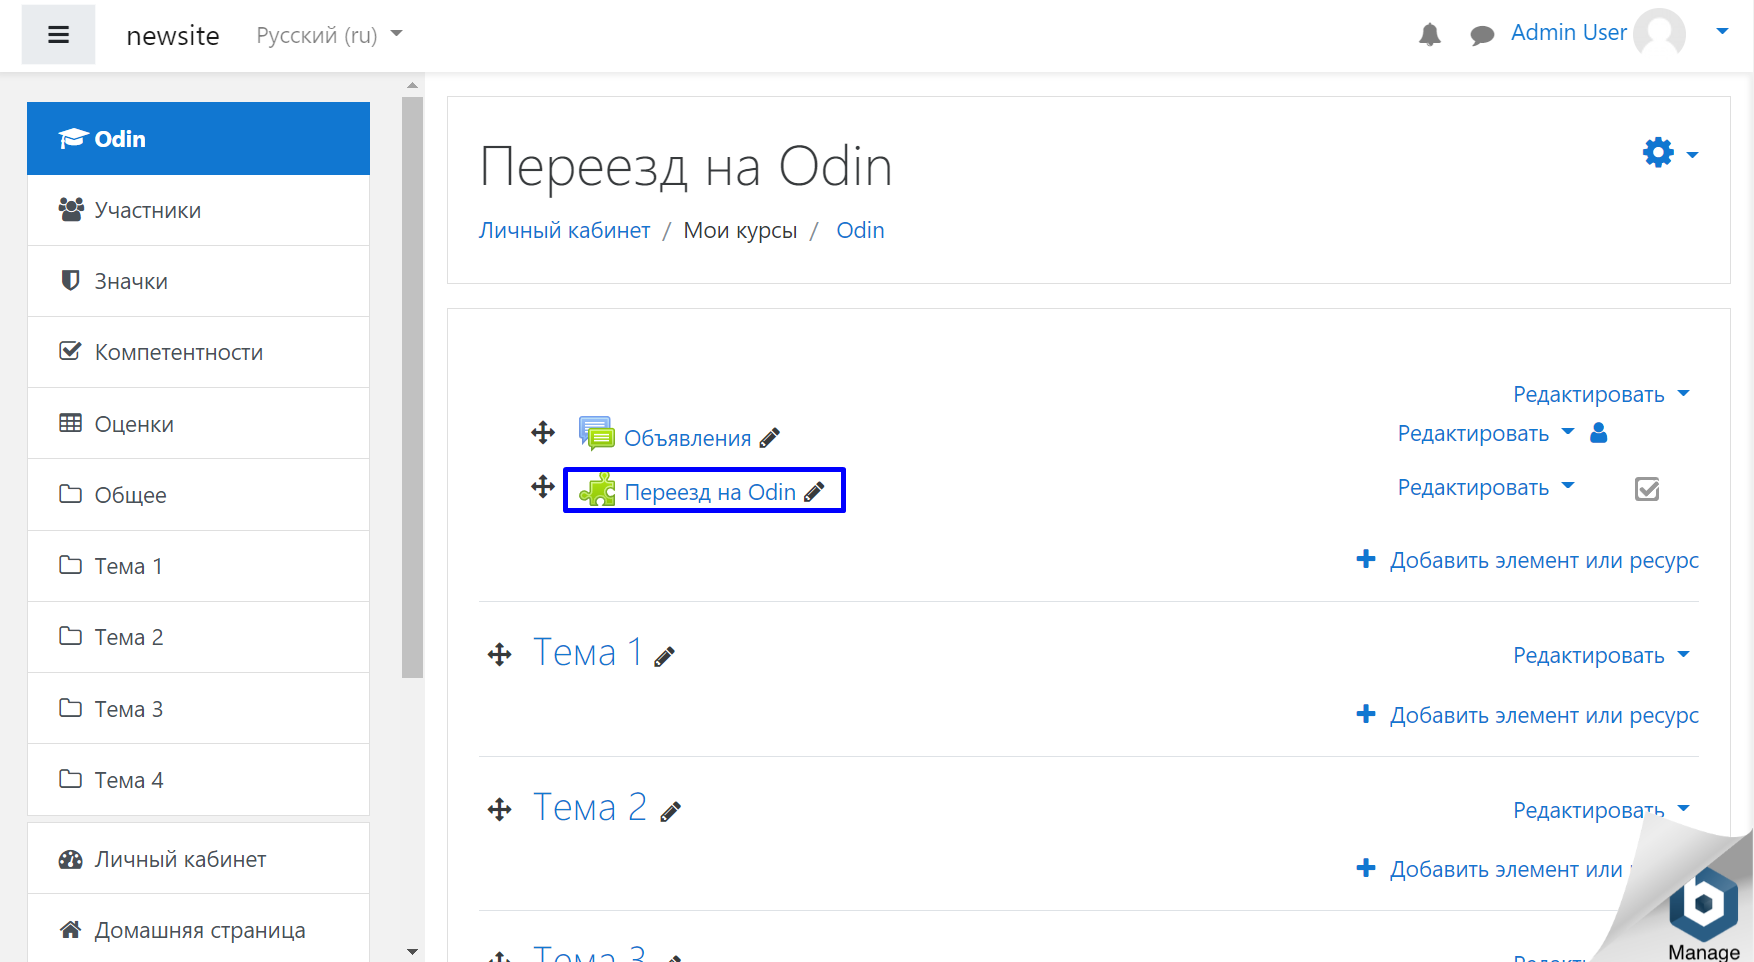 newsite
Русский (ru)
Admin User
Odin
Участники
Значки
Компетентности
Оценки
Общее
Тема 1
Тема 2
Тема 3
Тема 4
Личный кабинет
Домашняя страница
Переезд на Odin
Личный кабинет / Мои курсы / Odin
Редактировать
Объявления
Редактировать
Переезд на Odin
Редактировать
Добавить элемент или ресурс
Тема 1
Редактировать
Добавить элемент или ресурс
Тема 2
Редактировать
Добавить элемент или
Тема 3
Manage